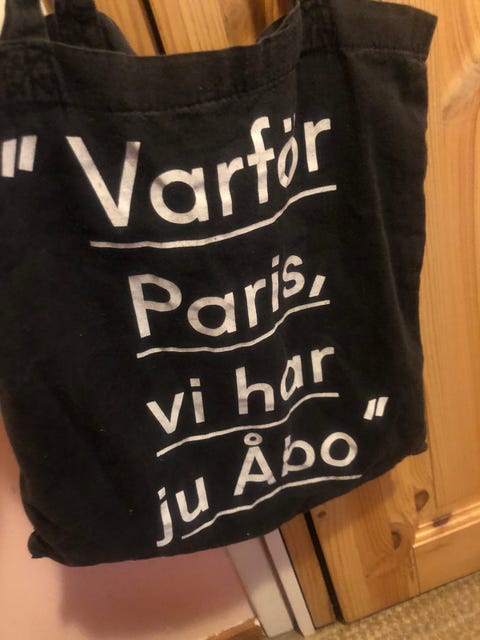 "Varför
Paris,
vi har
ju Åbo"